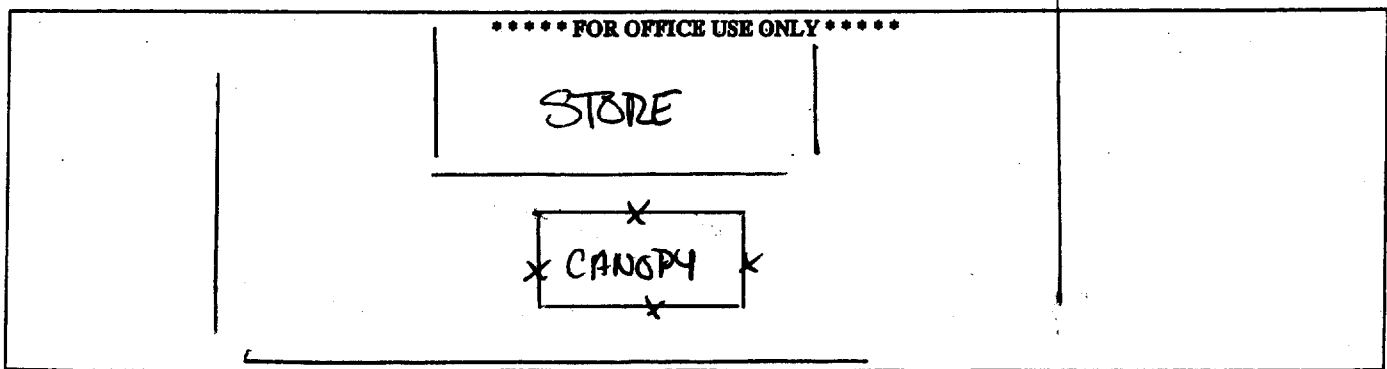 * * * * * FOR OFFICE USE ONLY * * * * *
STORE
X
X CANOPY X
X